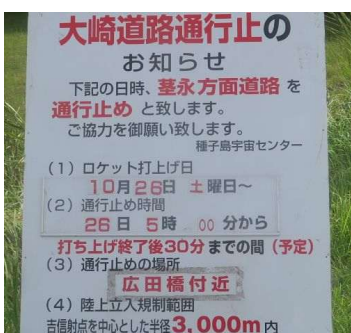 大崎道路通行止の
お知らせ
下記の日時、茎永方面道路 を
通行止め と致します。
ご協力を御願い致します。
種子島宇宙センター
(1) ロケット打上げ日
10月26日 土曜日～
(2) 通行止め時間
26日 5時 00 分から
打ち上げ終了後30分 までの間 (予定)
(3) 通行止めの場所
広田橋付近
(4) 陸上立入規制範囲
吉信射点を中心とした半径3,000m内